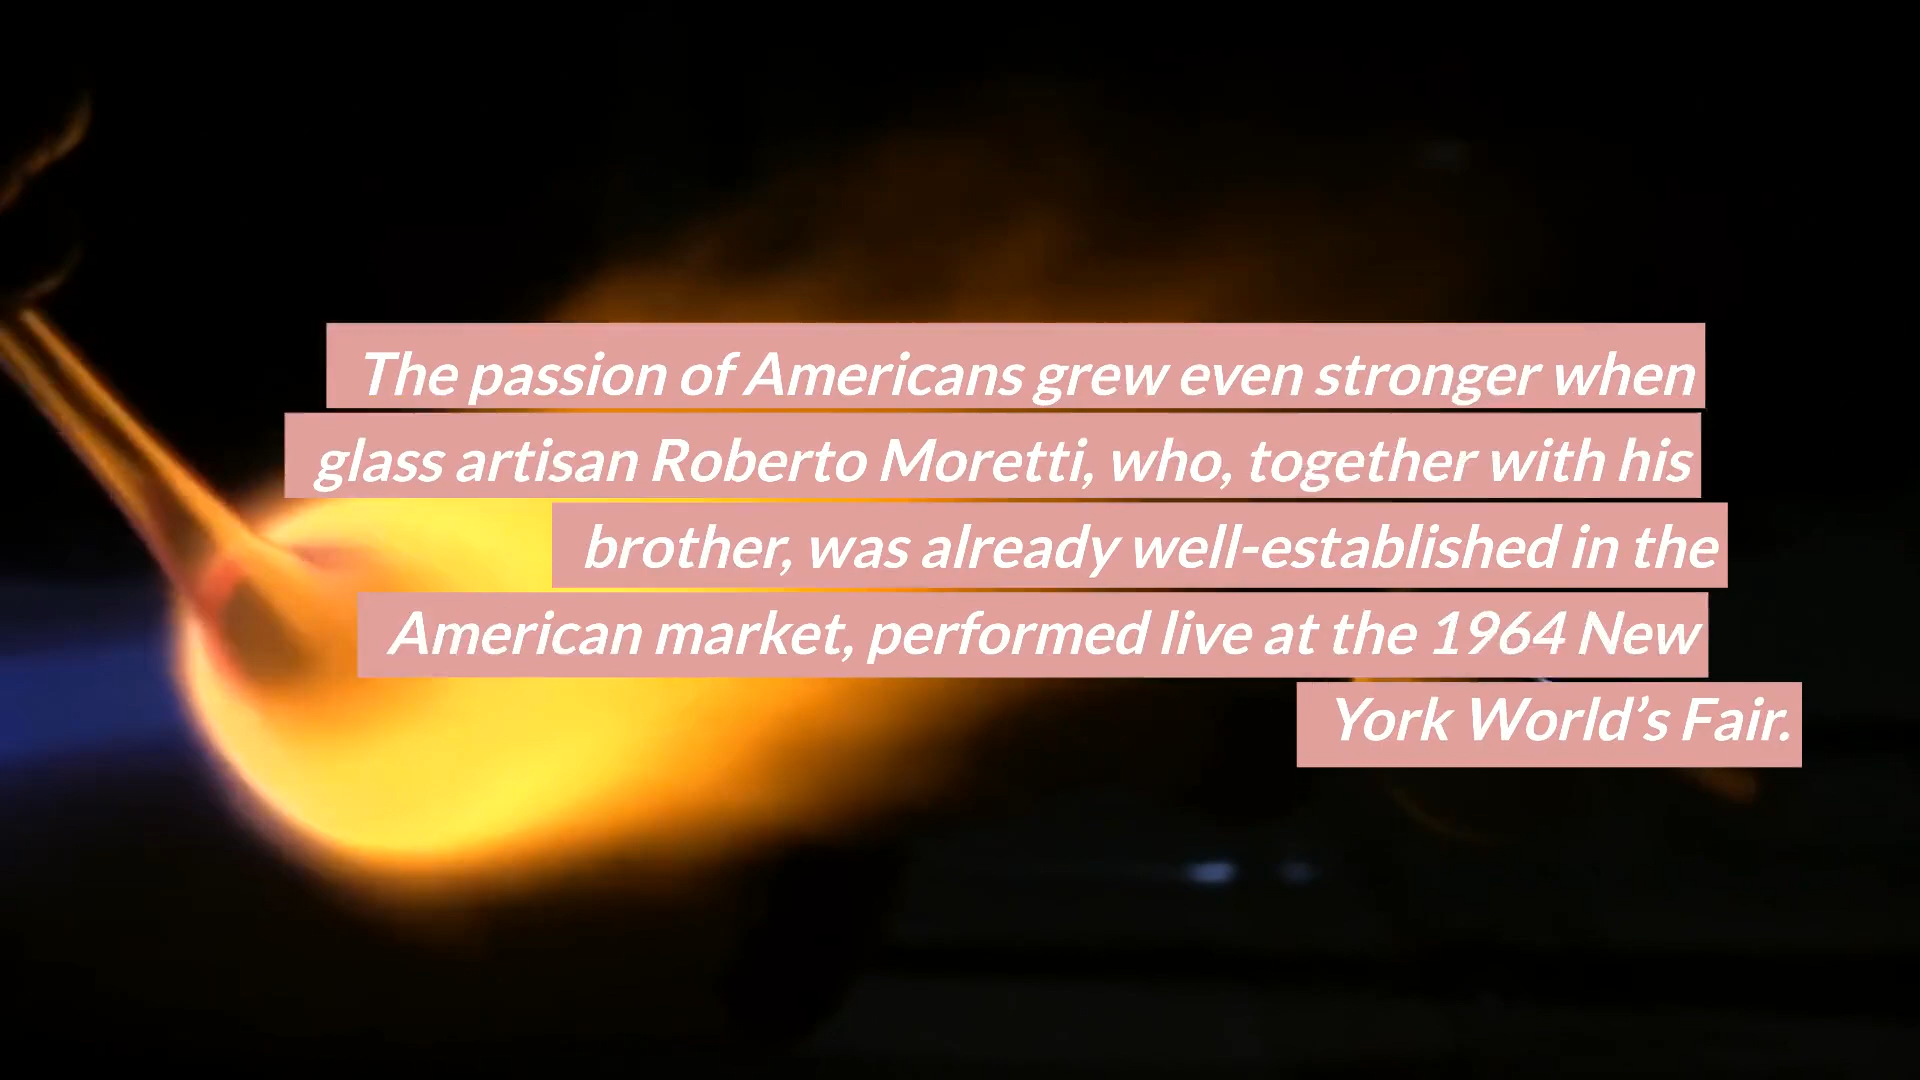 The passion of Americans grew even stronger when
glass artisan Roberto Moretti, who, together with his
brother, was already well-established in the
American market, performed live at the 1964 New
York World’s Fair.